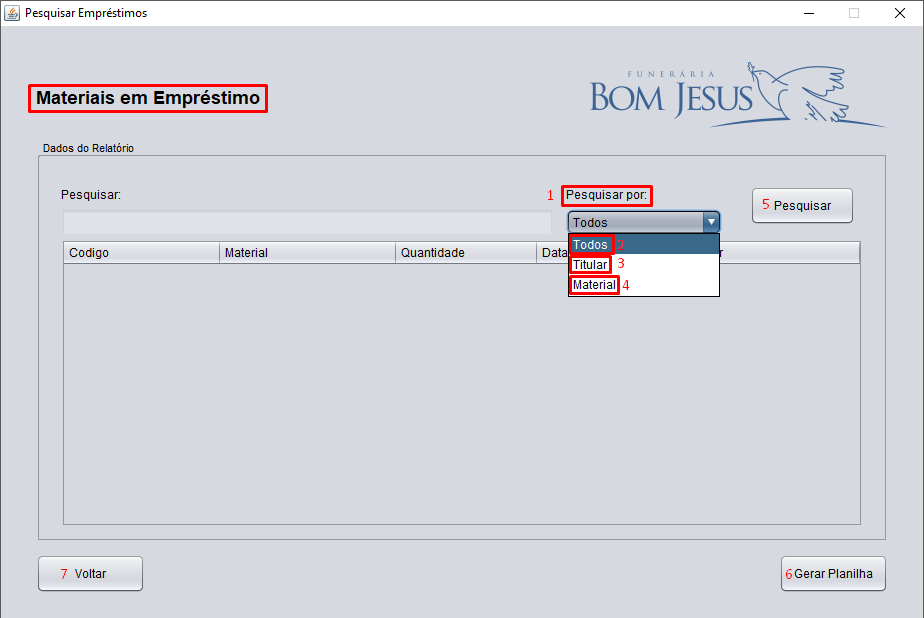 Pesquisar Empréstimos
FUNERÁRIA
BOM JESUS
Materiais em Empréstimo
Dados do Relatório
Pesquisar:
1 Pesquisar por:
5 Pesquisar
Todos
Codigo Material Quantidade Data
Todos 2
Titular 3
Material 4
7 Voltar
6 Gerar Planilha